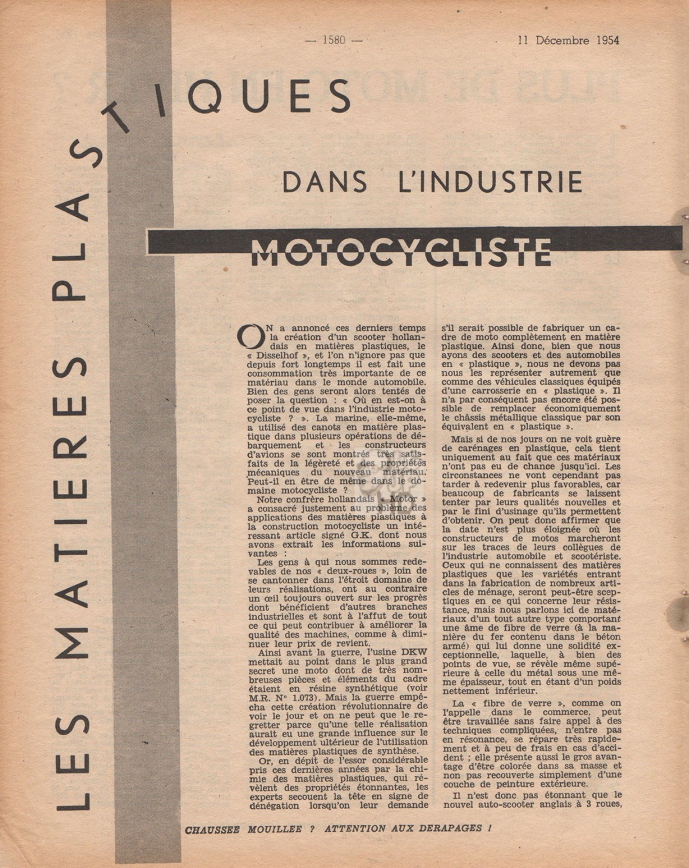 — 1580 —
11 Décembre 1954
LES MATIERES PLASTIQUES
DANS L'INDUSTRIE
MOTOCYCLISTE
ON a annoncé ces derniers temps
la création d'un scooter hollan-
dais en matières plastiques, le
« Disselhof », et l'on n'ignore pas que
depuis fort longtemps il est fait une
consommation très importante de ce
matériau dans le monde automobile.
Bien des gens seront alors tentés de
poser la question : « Où en est-on à
ce point de vue dans l'industrie moto-
cycliste ? ». La marine, elle-même,
a utilisé des canots en matière plas-
tique dans plusieurs opérations de dé-
barquement et les constructeurs
d'avions se sont montrés très satis-
faits de la légèreté et des propriétés
mécaniques du nouveau matériau.
Peut-il en être de même dans le do-
maine motocycliste ?
Notre confrère hollandais « Motor »
a consacré justement au problème des
applications des matières plastiques à
la construction motocycliste un inté-
ressant article signé G.K. dont nous
avons extrait les informations sui-
vantes :
Les gens à qui nous sommes rede-
vables de nos « deux-roues », loin de
se cantonner dans l'étroit domaine de
leurs réalisations, ont au contraire
un œil toujours ouvert sur les progrès
dont bénéficient d'autres branches
industrielles et sont à l'affut de tout
ce qui peut contribuer à améliorer la
qualité des machines, comme à dimi-
nuer leur prix de revient.
Ainsi avant la guerre, l'usine DKW
mettait au point dans le plus grand
secret une moto dont de très nom-
breuses pièces et éléments du cadre
étaient en résine synthétique (voir
M.R. N° 1.073). Mais la guerre empê-
cha cette création révolutionnaire de
voir le jour et on ne peut que le re-
gretter parce qu'une telle réalisation
aurait eu une grande influence sur le
développement ultérieur de l'utilisation
des matières plastiques de synthèse.
Or, en dépit de l'essor considérable
pris ces dernières années par la chi-
mie des matières plastiques, qui ré-
vèlent des propriétés étonnantes, les
experts secouent la tête en signe de
dénégation lorsqu'on leur demande
s'il serait possible de fabriquer un ca-
dre de moto complètement en matière
plastique. Ainsi donc, bien que nous
ayons des scooters et des automobiles
en « plastique », nous ne devons pas
nous les représenter autrement que
comme des véhicules classiques équipés
d'une carrosserie en « plastique ». Il
n'a par conséquent pas encore été pos-
sible de remplacer économiquement
le châssis métallique classique par son
équivalent en « plastique ».
Mais si de nos jours on ne voit guère
de carénages en plastique, cela tient
uniquement au fait que ces matériaux
n'ont pas eu de chance jusqu'ici. Les
circonstances ne vont cependant pas
tarder à redevenir plus favorables, car
beaucoup de fabricants se laissent
tenter par leurs qualités nouvelles et
par le fini d'usinage qu'ils permettent
d'obtenir. On peut donc affirmer que
la date n'est plus éloignée où les
constructeurs de motos marcheront
sur les traces de leurs collègues de
l'industrie automobile et scootériste.
Ceux qui ne connaissent des matières
plastiques que les variétés entrant
dans la fabrication de nombreux arti-
cles de ménage, seront peut-être scep-
tiques en ce qui concerne leur résis-
tance, mais nous parlons ici de maté-
riaux d'un tout autre type comportant
une âme de fibre de verre (à la ma-
nière du fer contenu dans le béton
armé) qui lui donne une solidité ex-
ceptionnelle, laquelle, à bien des
points de vue, se révèle même supé-
rieure à celle du métal sous une mê-
me épaisseur, tout en étant d'un poids
nettement inférieur.
La « fibre de verre », comme on
l'appelle dans le commerce, peut
être travaillée sans faire appel à des
techniques compliquées, n'entre pas
en résonance, se répare très rapide-
ment et à peu de frais en cas d'acci-
dent ; elle présente aussi le gros avan-
tage d'être colorée dans sa masse et
non pas recouverte simplement d'une
couche de peinture extérieure.
Il n'est donc pas étonnant que le
nouvel auto-scooter anglais à 3 roues,
CHAUSSEE MOUILLEE ? ATTENTION AUX DERAPAGES !